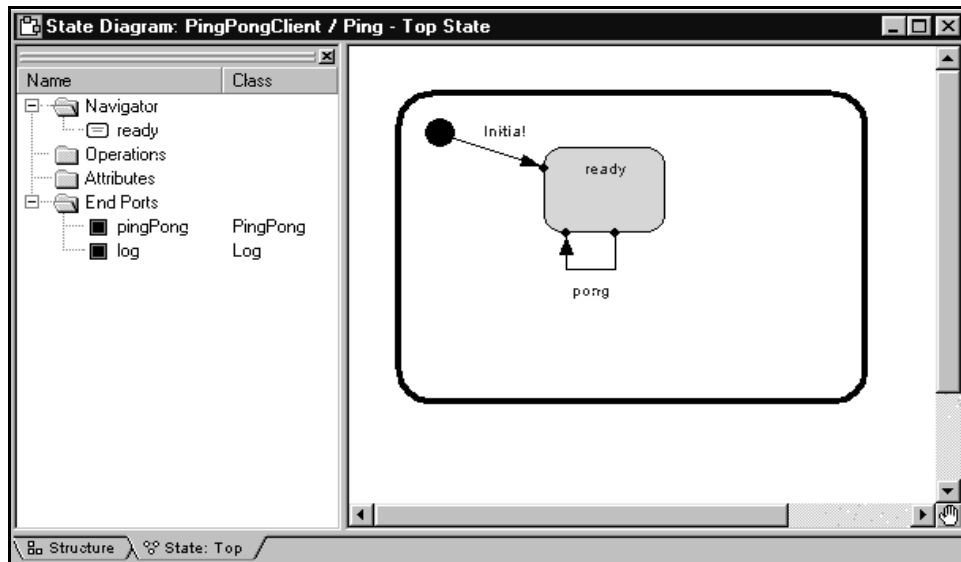 State Diagram: PingPongClient / Ping - Top State
Name Class
Navigator
ready
Operations
Attributes
End Ports
pingPong PingPong
log Log
Initial
ready
pong
Structure State: Top